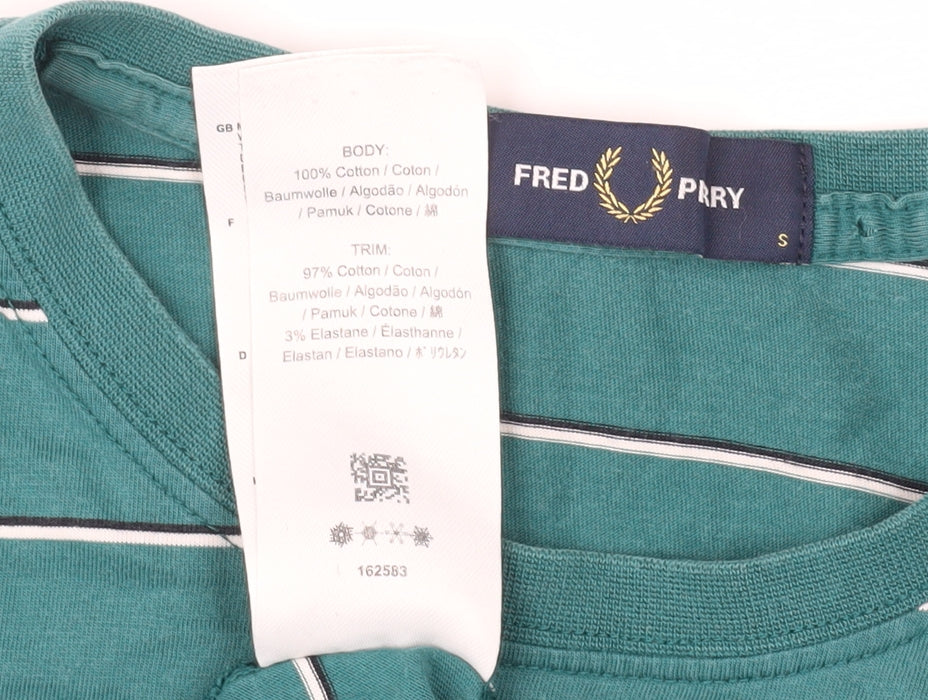 GB
F
D
BODY:
100% Cotton / Coton /
Baumwolle / Algodão / Algodón
/ Pamuk / Cotone / 綿
TRIM:
97% Cotton / Coton /
Baumwolle / Algodão / Algodón
/ Pamuk / Cotone / 綿
3% Elastane / Élasthanne /
Elastan / Elastano / ポリウレタン
162583
FRED PERRY
S